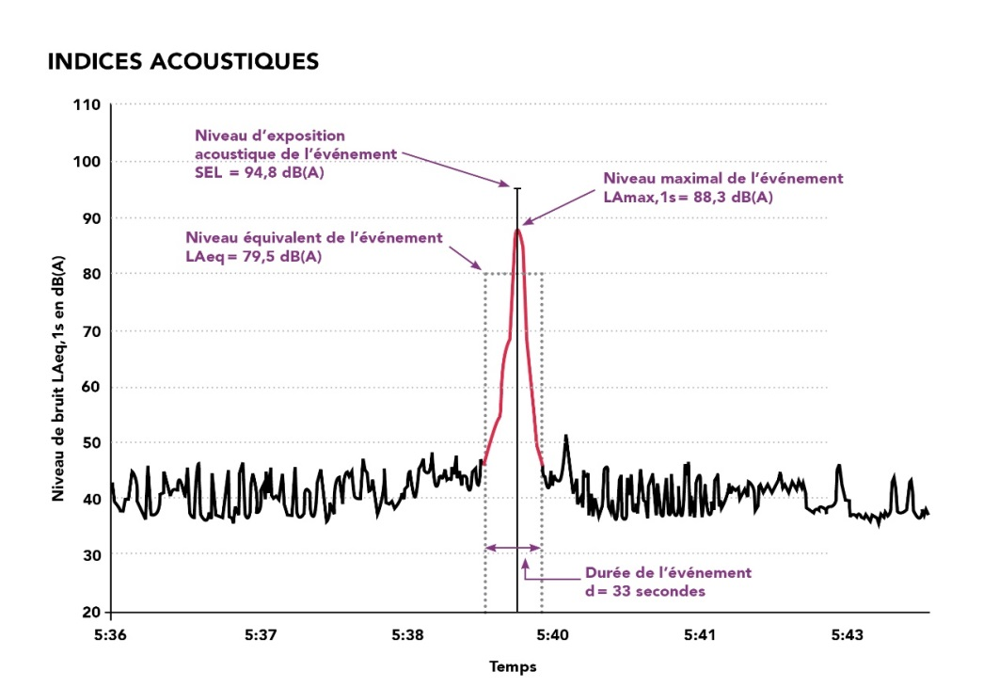 INDICES ACOUSTIQUES
110
Niveau d'exposition
acoustique de l'événement
SEL = 94,8 dB(A)
100
Niveau maximal de l'événement
LAmax,1s = 88,3 dB(A)
90
Niveau équivalent de l'événement
LAeq = 79,5 dB(A)
80
70
60
50
40
30
20
Niveau de bruit LAeq,1s en dB(A)
Durée de l'événement
d = 33 secondes
5:36 5:37 5:38 5:40 5:41 5:43
Temps